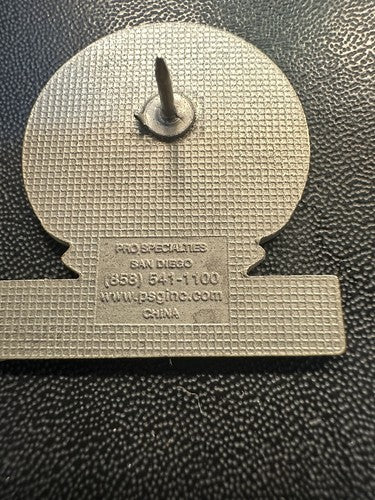 PRO SPECIALTIES
SAN DIEGO
(858) 541-1100
www.psginc.com
CHINA